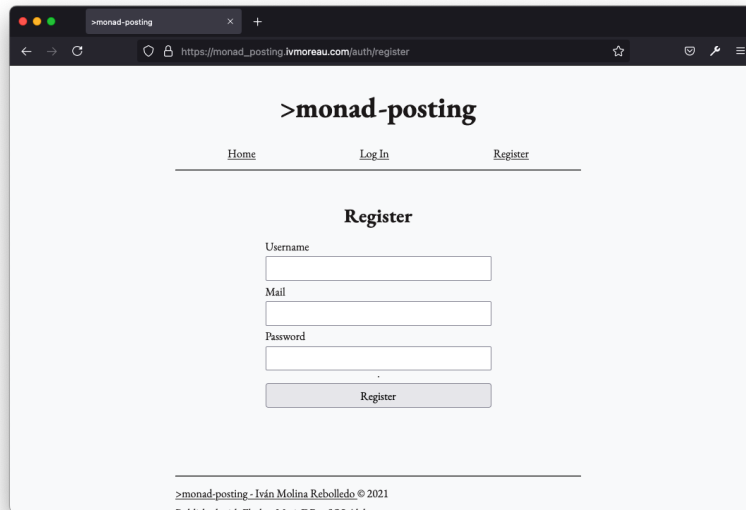 >monad-posting
https://monad_posting.ivmoreau.com/auth/register
>monad-posting
Home Log In Register
Register
Username
Mail
Password
.
Register
>monad-posting - Iván Molina Rebolledo © 2021